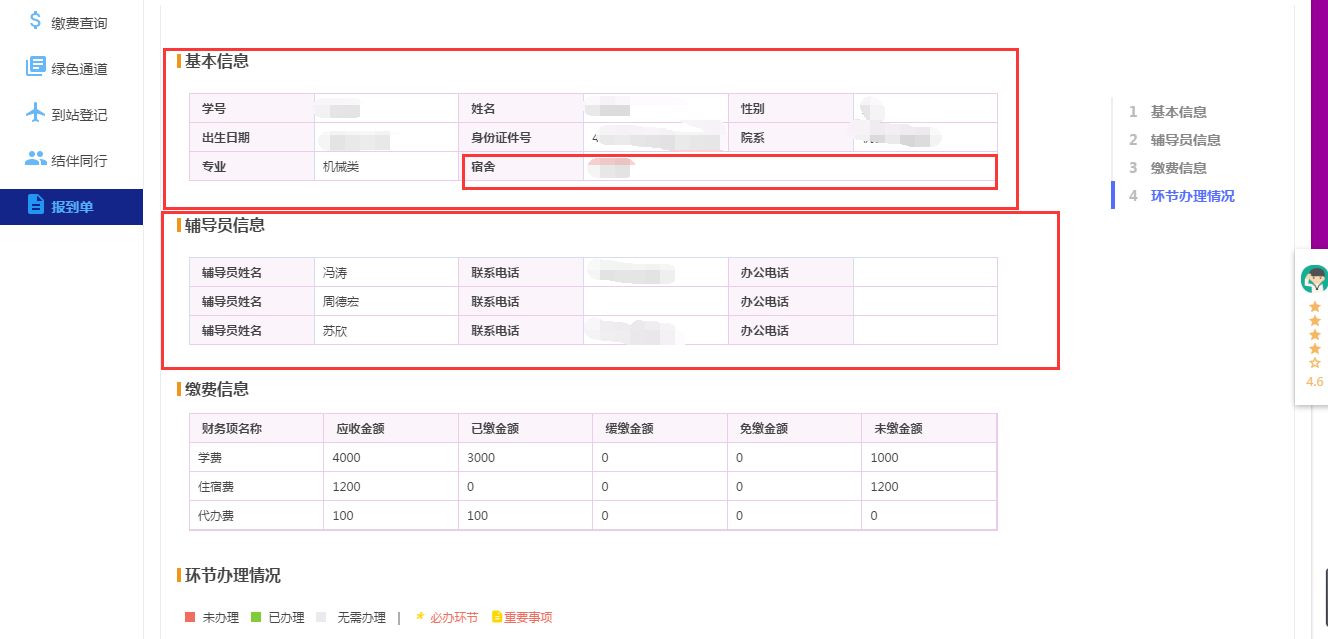 缴费查询
绿色通道
到站登记
结伴同行
报到单
基本信息
学号 姓名 性别
出生日期 身份证件号 4 院系
专业 机械类 宿舍
辅导员信息
辅导员姓名 冯涛 联系电话 办公电话
辅导员姓名 周德宏 联系电话 办公电话
辅导员姓名 苏欣 联系电话 办公电话
缴费信息
财务项名称 应收金额 已缴金额 缓缴金额 免缴金额 未缴金额
学费 4000 3000 0 0 1000
住宿费 1200 0 0 0 1200
代办费 100 100 0 0 0
环节办理情况
未办理 已办理 无需办理 | 必办环节 重要事项
1 基本信息
2 辅导员信息
3 缴费信息
4 环节办理情况
4.6